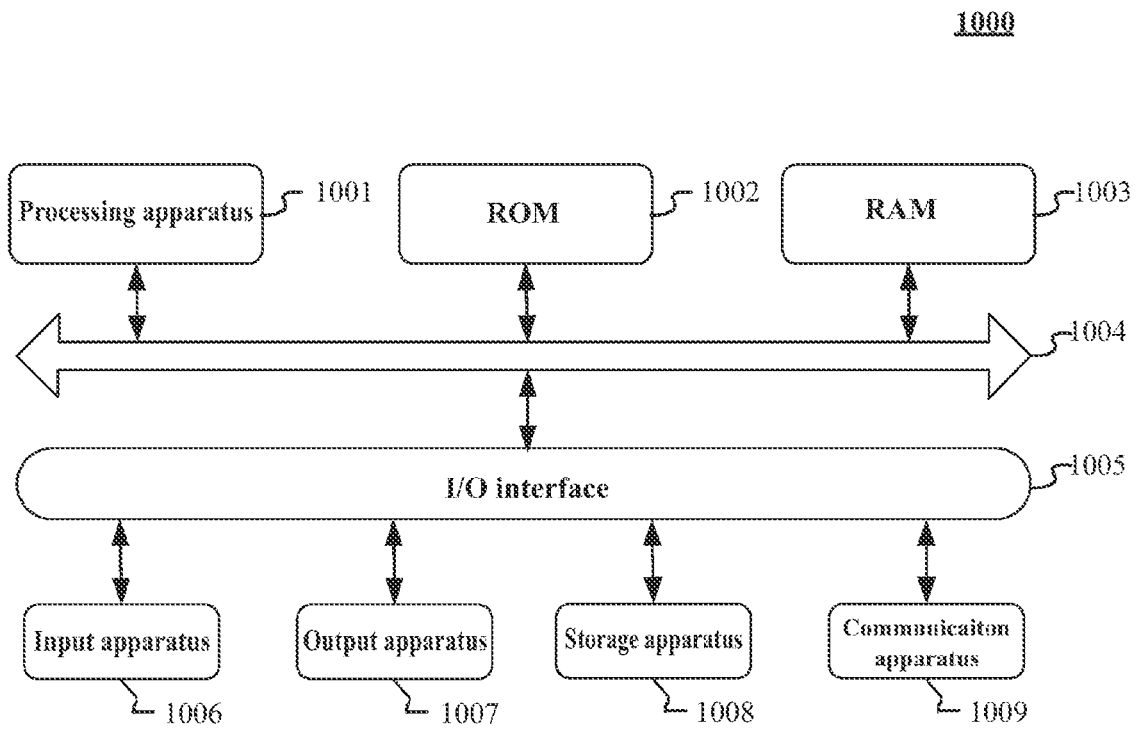 1000
Processing apparatus
1001
ROM
1002
RAM
1003
1004
1005
I/O interface
Input apparatus
Output apparatus
Storage apparatus
Communicaiton
apparatus
1006
1007
1008
1009